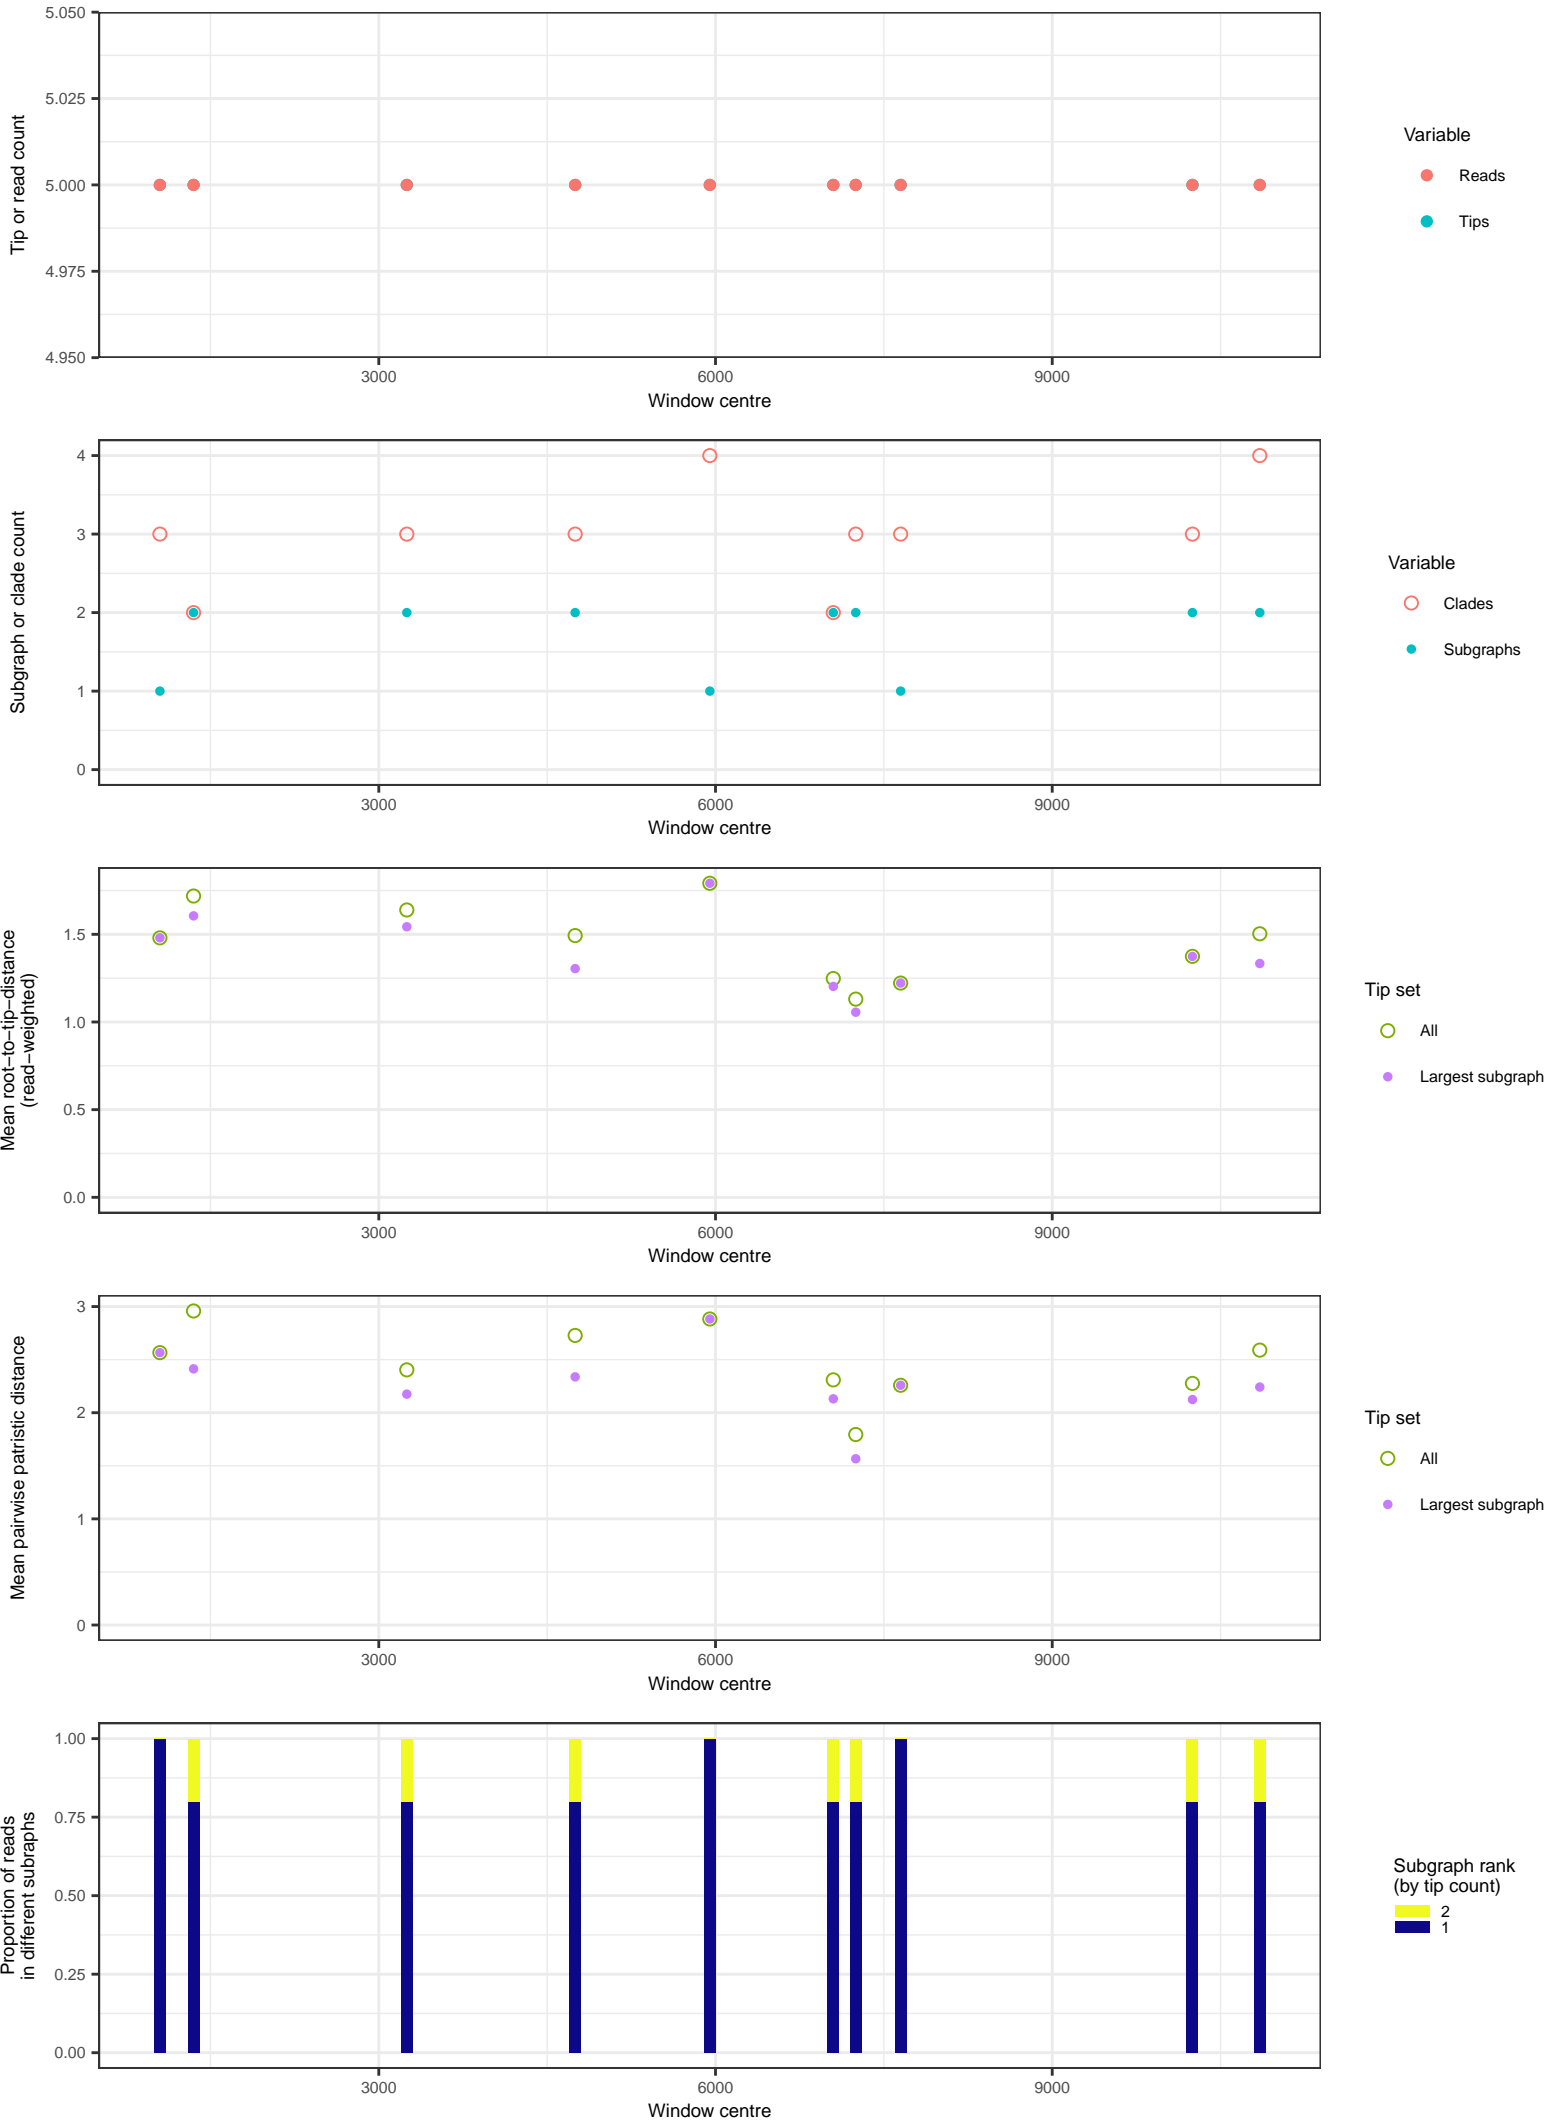 5.050
5.025
5.000
4.975
4.950
Tip or read count
3000 6000 9000
Window centre
Variable
Reads
Tips
4
3
2
1
0
Subgraph or clade count
3000 6000 9000
Window centre
Variable
Clades
Subgraphs
1.5
1.0
0.5
0.0
Mean root−to−tip−distance
(read−weighted)
3000 6000 9000
Window centre
Tip set
All
Largest subgraph
3
2
1
0
Mean pairwise patristic distance
3000 6000 9000
Window centre
Tip set
All
Largest subgraph
1.00
0.75
0.50
0.25
0.00
Proportion of reads
in different subraphs
3000 6000 9000
Window centre
Subgraph rank
(by tip count)
2
1